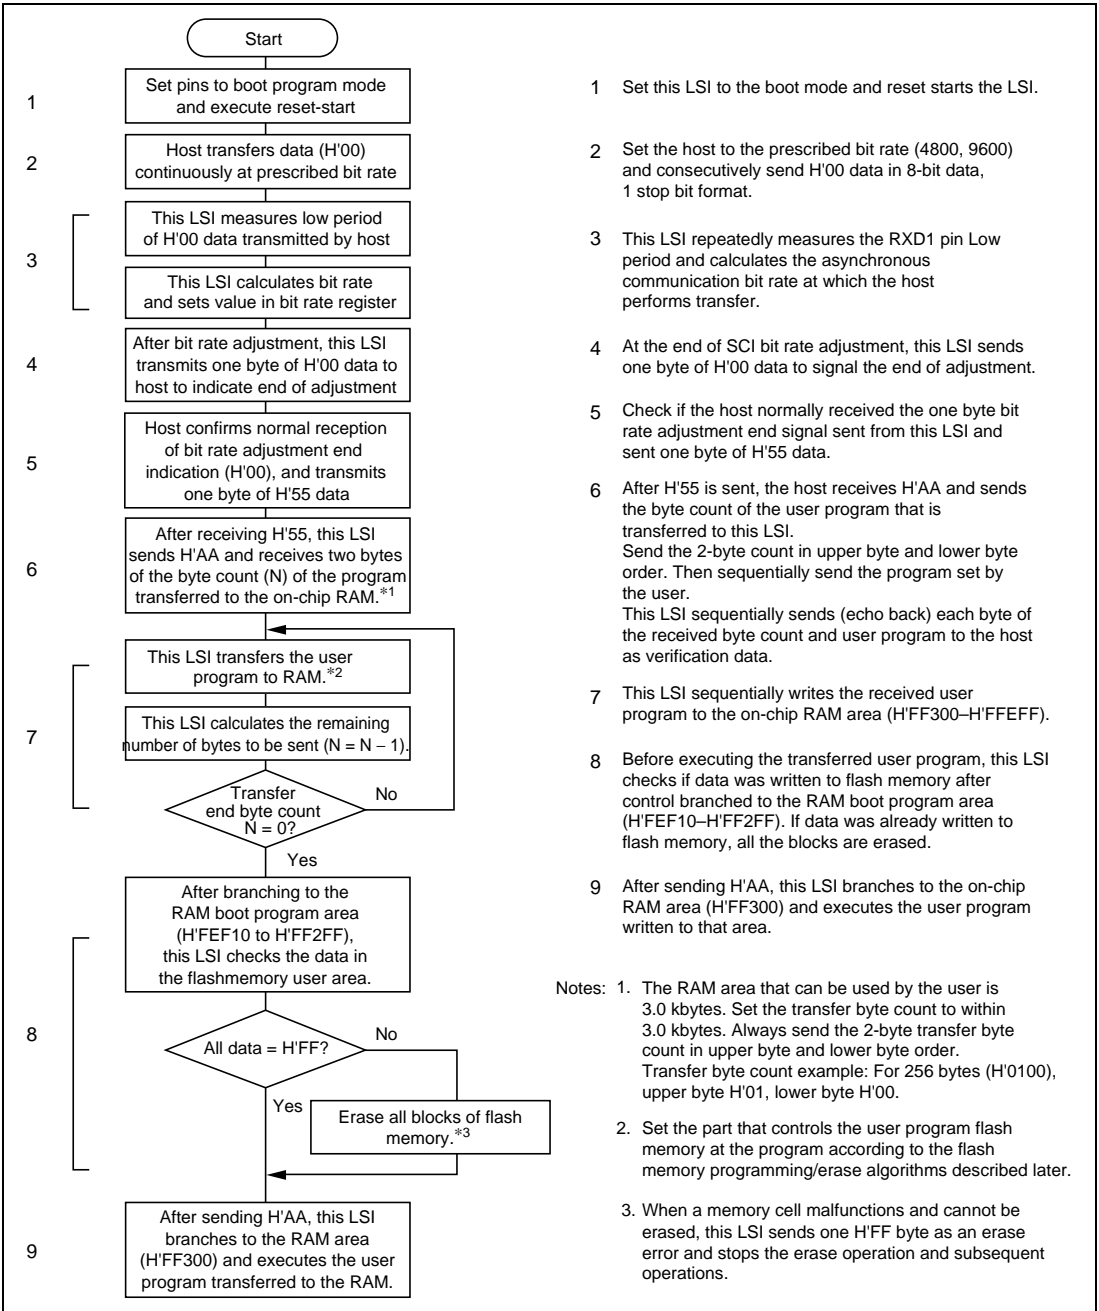 Start
1
Set pins to boot program mode
and execute reset-start
2
Host transfers data (H'00)
continuously at prescribed bit rate
3
This LSI measures low period
of H'00 data transmitted by host
This LSI calculates bit rate
and sets value in bit rate register
4
After bit rate adjustment, this LSI
transmits one byte of H'00 data to
host to indicate end of adjustment
5
Host confirms normal reception
of bit rate adjustment end
indication (H'00), and transmits
one byte of H'55 data
6
After receiving H'55, this LSI
sends H'AA and receives two bytes
of the byte count (N) of the program
transferred to the on-chip RAM.*1
7
This LSI transfers the user
program to RAM.*2
This LSI calculates the remaining
number of bytes to be sent (N = N − 1).
Transfer
end byte count
N = 0?
No
Yes
8
After branching to the
RAM boot program area
(H'FEF10 to H'FF2FF),
this LSI checks the data in
the flashmemory user area.
All data = H'FF?
No
Yes
Erase all blocks of flash
memory.*3
9
After sending H'AA, this LSI
branches to the RAM area
(H'FF300) and executes the user
program transferred to the RAM.
1 Set this LSI to the boot mode and reset starts the LSI.
2 Set the host to the prescribed bit rate (4800, 9600)
and consecutively send H'00 data in 8-bit data,
1 stop bit format.
3 This LSI repeatedly measures the RXD1 pin Low
period and calculates the asynchronous
communication bit rate at which the host
performs transfer.
4 At the end of SCI bit rate adjustment, this LSI sends
one byte of H'00 data to signal the end of adjustment.
5 Check if the host normally received the one byte bit
rate adjustment end signal sent from this LSI and
sent one byte of H'55 data.
6 After H'55 is sent, the host receives H'AA and sends
the byte count of the user program that is
transferred to this LSI.
Send the 2-byte count in upper byte and lower byte
order. Then sequentially send the program set by
the user.
This LSI sequentially sends (echo back) each byte of
the received byte count and user program to the host
as verification data.
7 This LSI sequentially writes the received user
program to the on-chip RAM area (H'FF300–H'FFEFF).
8 Before executing the transferred user program, this LSI
checks if data was written to flash memory after
control branched to the RAM boot program area
(H'FEF10–H'FF2FF). If data was already written to
flash memory, all the blocks are erased.
9 After sending H'AA, this LSI branches to the on-chip
RAM area (H'FF300) and executes the user program
written to that area.
Notes: 1. The RAM area that can be used by the user is
3.0 kbytes. Set the transfer byte count to within
3.0 kbytes. Always send the 2-byte transfer byte
count in upper byte and lower byte order.
Transfer byte count example: For 256 bytes (H'0100),
upper byte H'01, lower byte H'00.
2. Set the part that controls the user program flash
memory at the program according to the flash
memory programming/erase algorithms described later.
3. When a memory cell malfunctions and cannot be
erased, this LSI sends one H'FF byte as an erase
error and stops the erase operation and subsequent
operations.